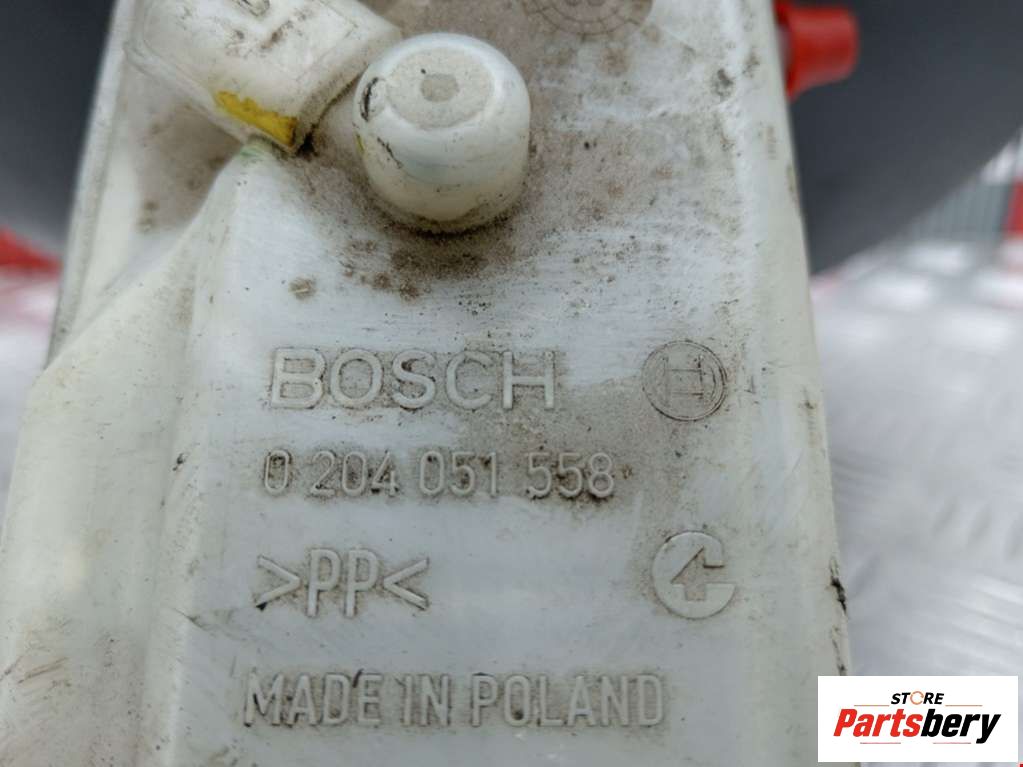 BOSCH
0 204 051 558
>PP<
MADE IN POLAND
STORE
Partsbery